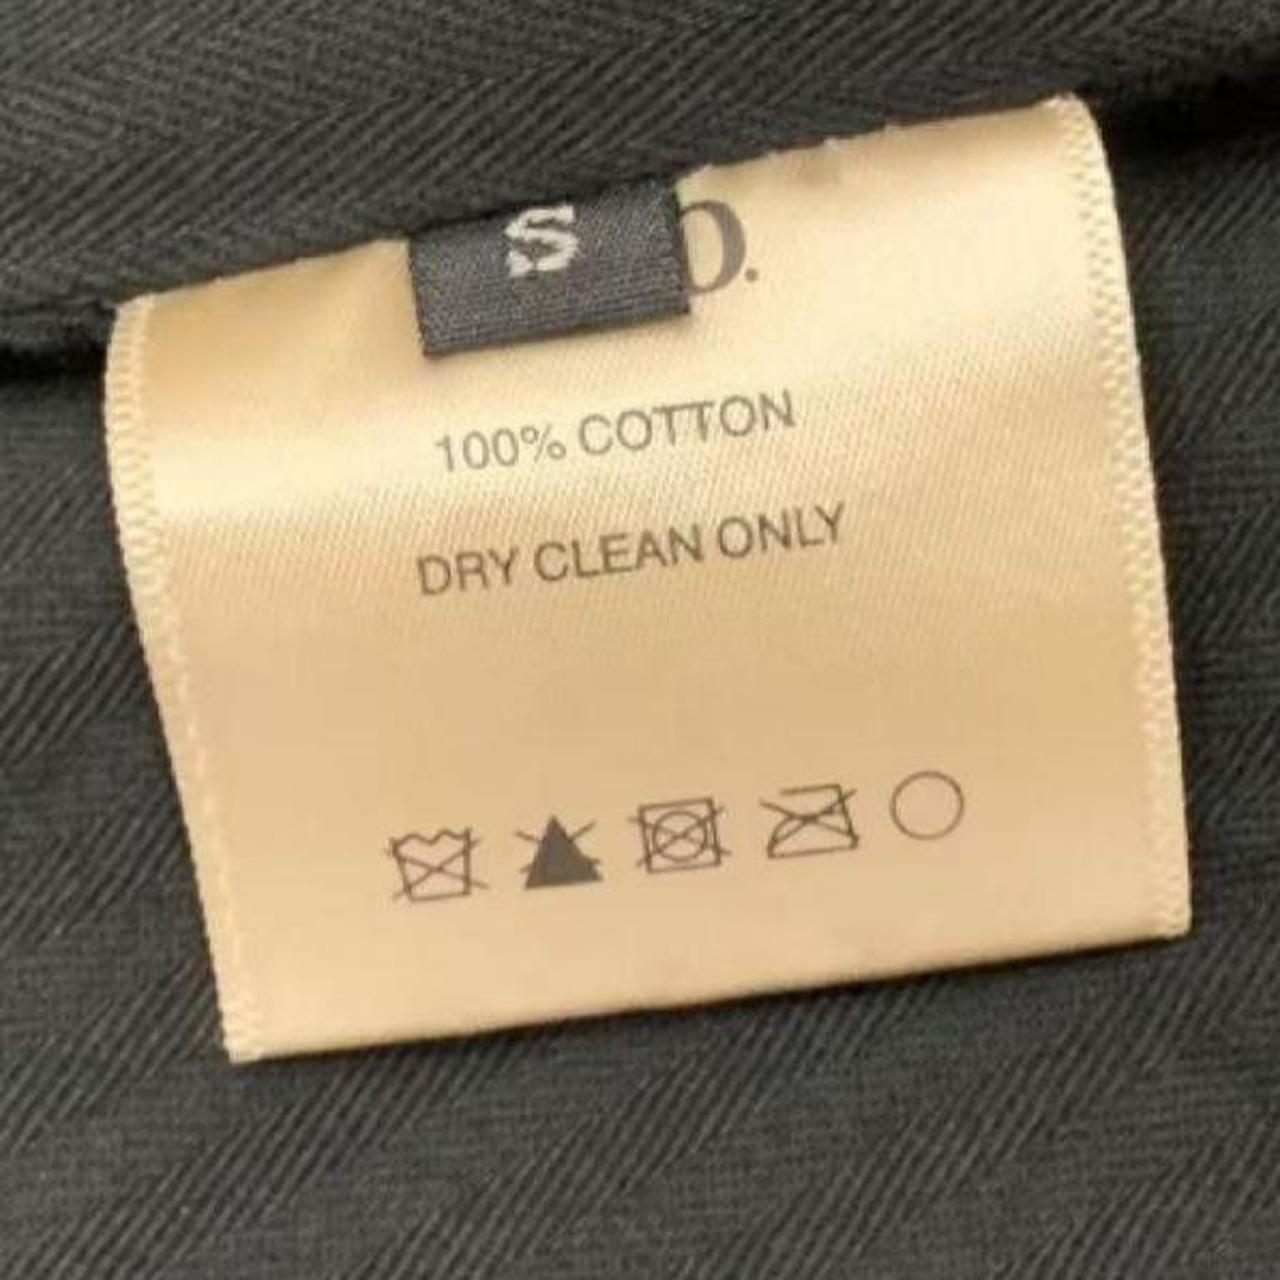 S
D.
100% COTTON
DRY CLEAN ONLY